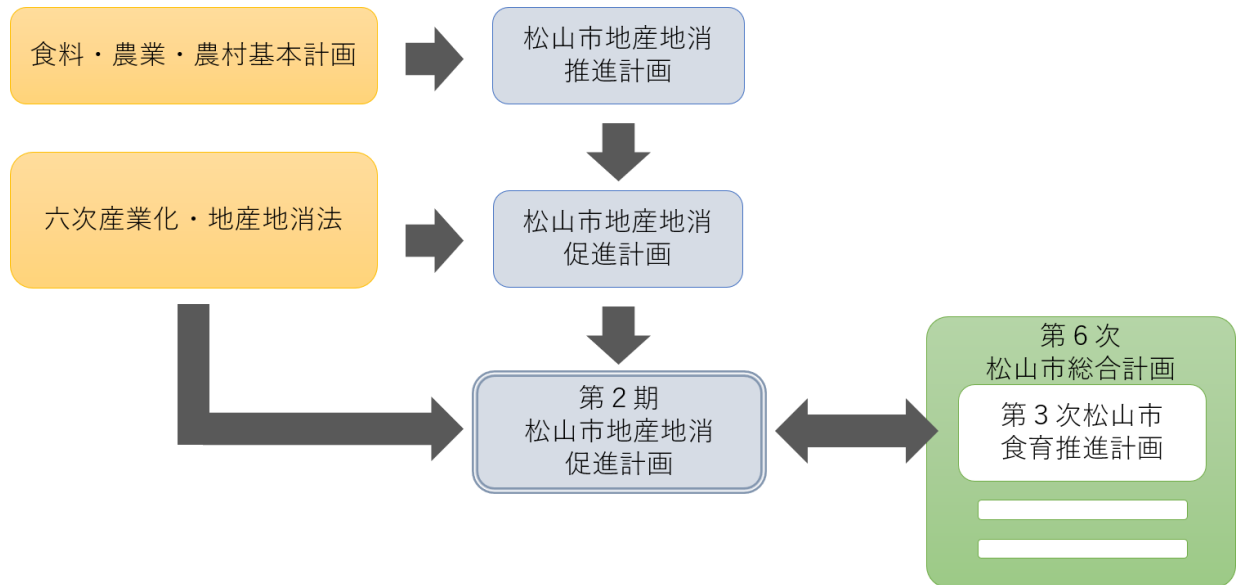 食料・農業・農村基本計画
松山市地産地消
推進計画
六次産業化・地産地消法
松山市地産地消
促進計画
第２期
松山市地産地消
促進計画
第６次
松山市総合計画
第３次松山市
食育推進計画